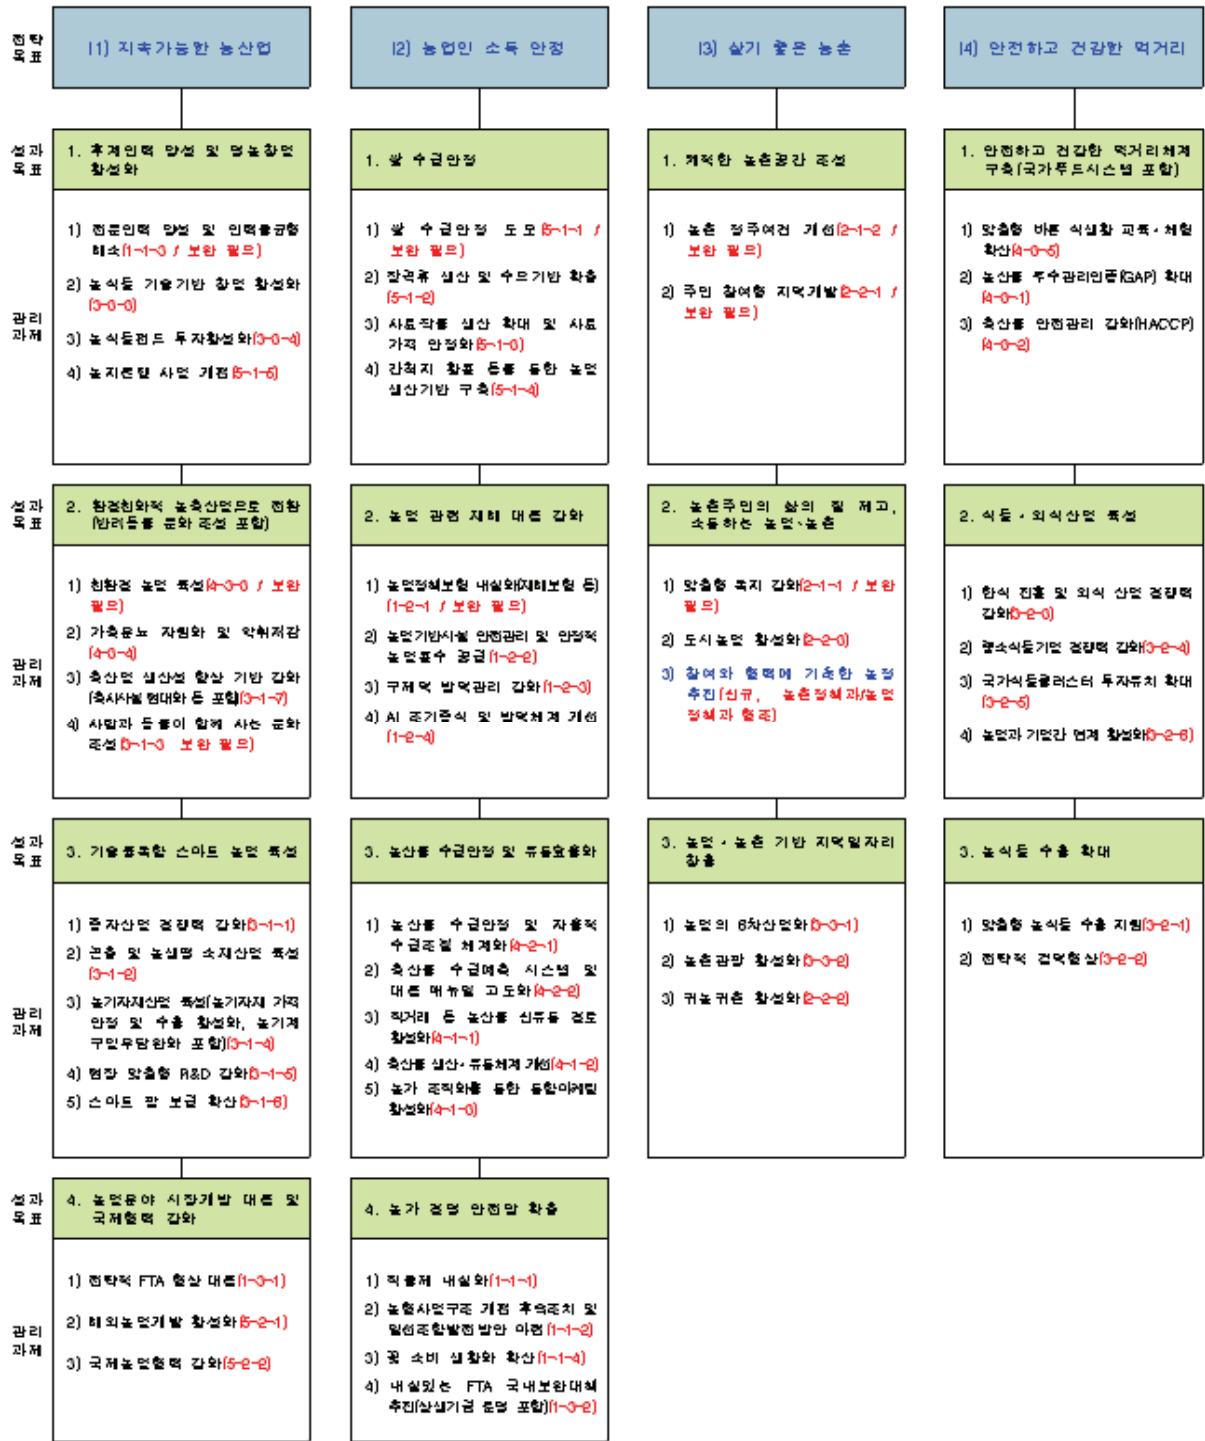 전략
목표
(1) 지속가능한 농산업
(2) 농업인 소득 안정
(3) 살기 좋은 농촌
(4) 안전하고 건강한 먹거리
성과
목표
1. 후계인력 양성 및 영농창업
활성화
1. 쌀 수급안정
1. 쾌적한 농촌공간 조성
1. 안전하고 건강한 먹거리체계
구축(국가푸드시스템 포함)
관리
과제
1) 전문인력 양성 및 인력불균형
해소(1-1-3 / 보완 필요)
2) 농식품 기술기반 창업 활성화
(3-3-3)
3) 농식품펀드 투자활성화(3-3-4)
4) 농지은행 사업 개편(5-1-5)
1) 쌀 수급안정 도모(5-1-1 /
보완 필요)
2) 잡곡류 생산 및 수요기반 확충
(5-1-2)
3) 사료작물 생산 확대 및 사료
가격 안정화(5-1-3)
4) 간척지 활용 등을 통한 농업
생산기반 구축(5-1-4)
1) 농촌 정주여건 개선(2-1-2 /
보완 필요)
2) 주민 참여형 지역개발(2-2-1 /
보완 필요)
1) 맞춤형 바른 식생활 교육·체험
확산(4-3-5)
2) 농산물 우수관리인증(GAP) 확대
(4-3-1)
3) 축산물 안전관리 강화(HACCP)
(4-3-2)
성과
목표
2. 환경친화적 농축산업으로 전환
(반려동물 문화 조성 포함)
2. 농업 관련 재해 대응 강화
2. 농촌주민의 삶의 질 제고,
소통하는 농업·농촌
2. 식품·외식산업 육성
관리
과제
1) 친환경 농업 육성(4-3-3 / 보완
필요)
2) 가축분뇨 자원화 및 악취저감
(4-3-4)
3) 축산업 생산성 향상 기반 강화
(축사시설 현대화 등 포함)(3-1-7)
4) 사람과 동물이 함께 사는 문화
조성(3-1-3 보완 필요)
1) 농업정책보험 내실화(재해보험 등)
(1-2-1 / 보완 필요)
2) 농업기반시설 안전관리 및 안정적
농업용수 공급(1-2-2)
3) 구제역 방역관리 강화(1-2-3)
4) AI 조기종식 및 방역체계 개선
(1-2-4)
1) 맞춤형 복지 강화(2-1-1 / 보완
필요)
2) 도시농업 활성화(2-2-3)
3) 참여와 협력에 기초한 농정
추진(신규, 농촌정책과/농업
정책과 협조)
1) 한식 진흥 및 외식 산업 경쟁력
강화(3-2-3)
2) 중소식품기업 경쟁력 강화(3-2-4)
3) 국가식품클러스터 투자유치 확대
(3-2-5)
4) 농업과 기업간 연계 활성화(3-2-6)
성과
목표
3. 기술융복합 스마트 농업 육성
3. 농산물 수급안정 및 유통효율화
3. 농업·농촌 기반 지역일자리
창출
3. 농식품 수출 확대
관리
과제
1) 종자산업 경쟁력 강화(3-1-1)
2) 곤충 및 농생명 소재산업 육성
(3-1-2)
3) 농기자재산업 육성(농기자재 가격
안정 및 수출 활성화, 농기계
구입부담완화 포함)(3-1-4)
4) 현장 맞춤형 R&D 강화(3-1-5)
5) 스마트 팜 보급 확산(3-1-6)
1) 농산물 수급안정 및 자율적
수급조절 체계화(4-2-1)
2) 축산물 수급예측 시스템 및
대응 매뉴얼 고도화(4-2-2)
3) 직거래 등 농산물 신유통 경로
활성화(4-1-1)
4) 축산물 생산·유통체계 개선(4-1-2)
5) 농가 조직화를 통한 통합마케팅
활성화(4-1-3)
1) 농업의 6차산업화(3-3-1)
2) 농촌관광 활성화(3-3-2)
3) 귀농귀촌 활성화(2-2-2)
1) 맞춤형 농식품 수출 지원(3-2-1)
2) 전략적 검역협상(3-2-2)
성과
목표
4. 농업분야 시장개방 대응 및
국제협력 강화
4. 농가 경영 안전망 확충
관리
과제
1) 전략적 FTA 협상 대응(1-3-1)
2) 해외농업개발 활성화(5-2-1)
3) 국제농업협력 강화(5-2-2)
1) 직불제 내실화(1-1-1)
2) 농협사업구조 개편 후속조치 및
일선조합발전방안 마련(1-1-2)
3) 꽃 소비 생활화 확산(1-1-4)
4) 내실있는 FTA 국내보완대책
추진(상생기금 운영 포함)(1-3-2)